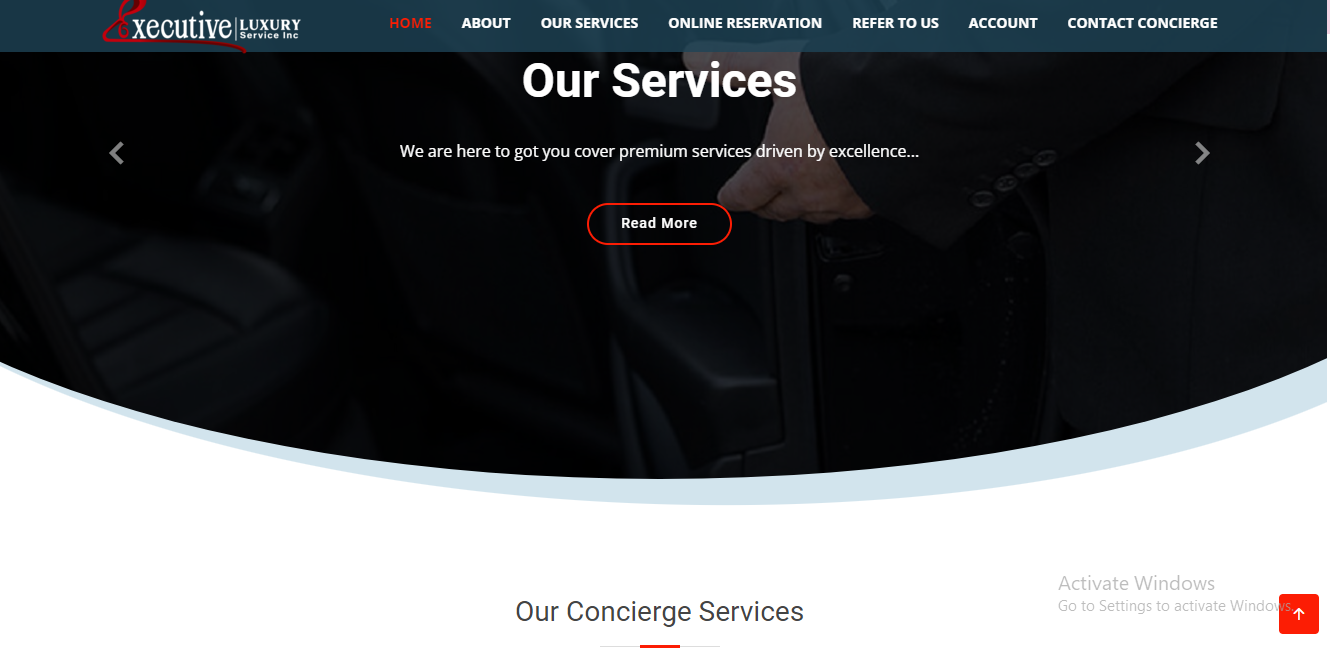 Executive LUXURY
Service Inc
HOME ABOUT OUR SERVICES ONLINE RESERVATION REFER TO US ACCOUNT CONTACT CONCIERGE
Our Services
We are here to got you cover premium services driven by excellence...
Read More
Activate Windows
Go to Settings to activate Windows.
Our Concierge Services